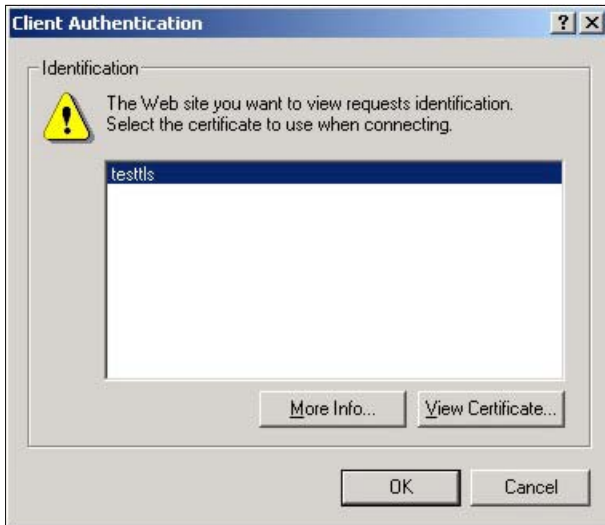 Client Authentication
Identification
The Web site you want to view requests identification.
Select the certificate to use when connecting.
testtls
More Info...
View Certificate...
OK
Cancel